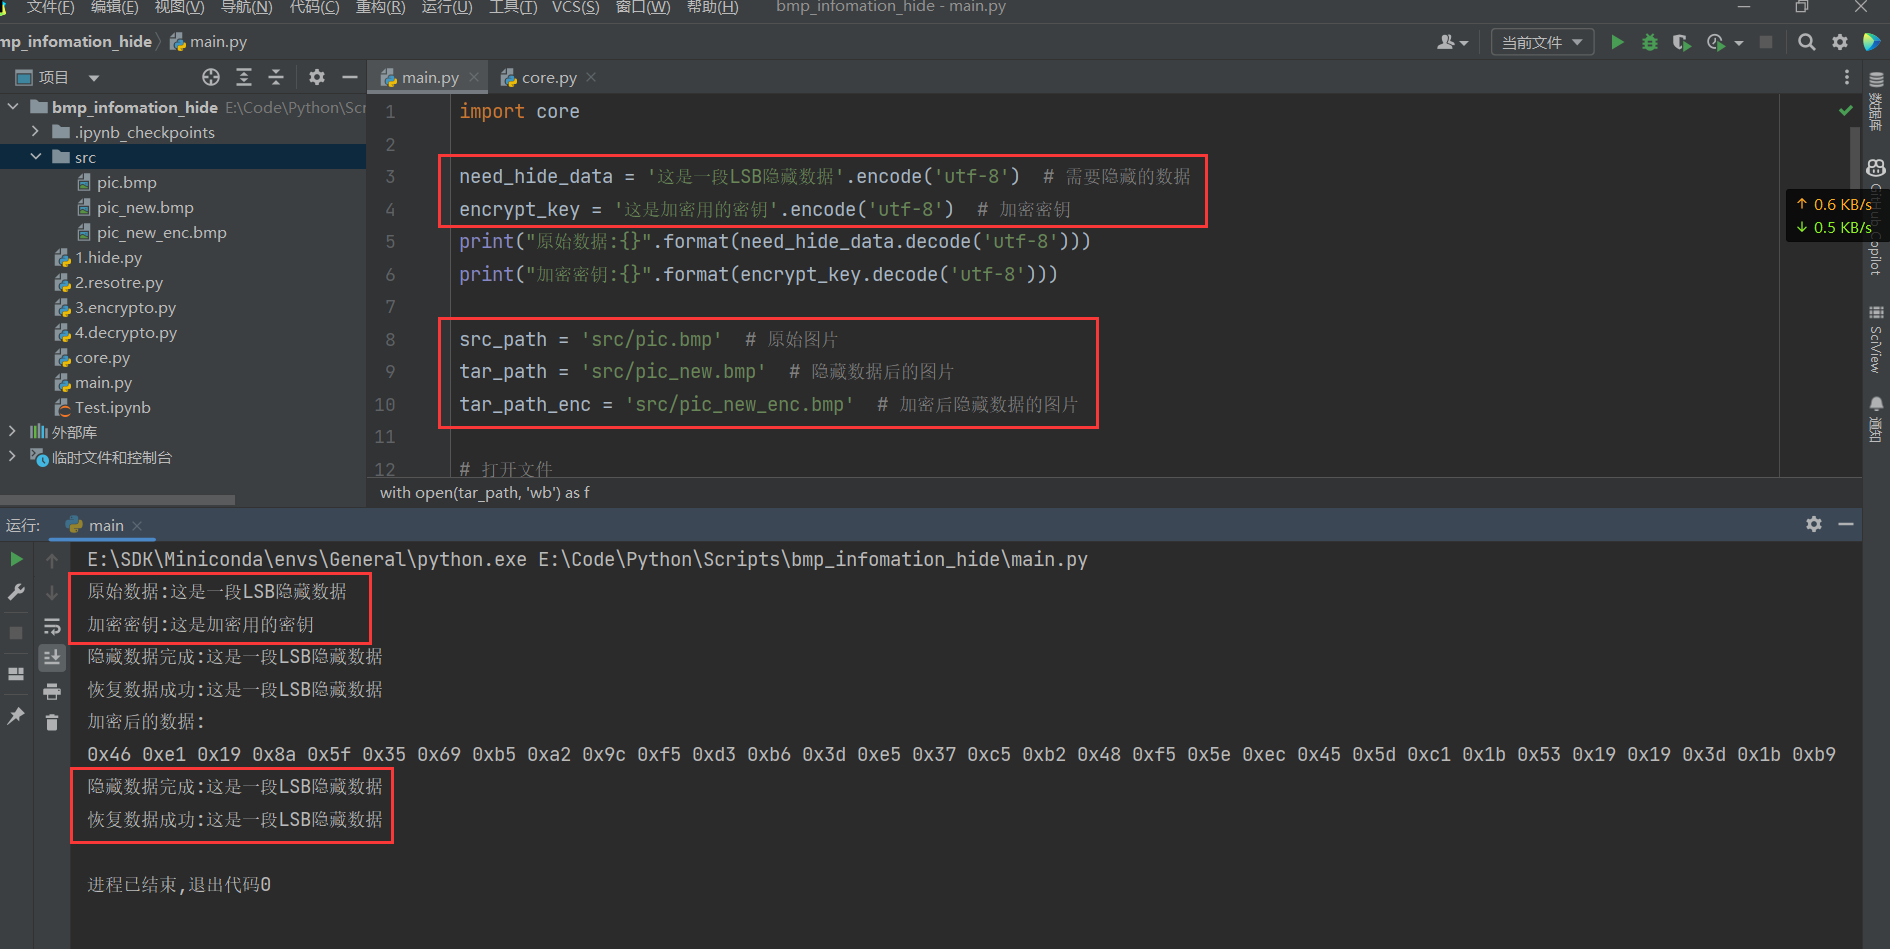 文件(F) 编辑(E) 视图(V) 导航(N) 代码(C) 重构(R) 运行(U) 工具(T) VCS(S) 窗口(W) 帮助(H) bmp_infomation_hide - main.py
mp_infomation_hide main.py
当前文件
项目
main.py core.py
bmp_infomation_hide E:\Code\Python\Scr
.ipynb_checkpoints
src
pic.bmp
pic_new.bmp
pic_new_enc.bmp
1.hide.py
2.resotre.py
3.encrypto.py
4.decrypto.py
core.py
main.py
Test.ipynb
外部库
临时文件和控制台
1 import core
2
3 need_hide_data = '这是一段LSB隐藏数据'.encode('utf-8') # 需要隐藏的数据
4 encrypt_key = '这是加密用的密钥'.encode('utf-8') # 加密密钥
5 print("原始数据:{}".format(need_hide_data.decode('utf-8')))
6 print("加密密钥:{}".format(encrypt_key.decode('utf-8')))
7
8 src_path = 'src/pic.bmp' # 原始图片
9 tar_path = 'src/pic_new.bmp' # 隐藏数据后的图片
10 tar_path_enc = 'src/pic_new_enc.bmp' # 加密后隐藏数据的图片
11
12 # 打开文件
with open(tar_path, 'wb') as f
数据库
GitHub Copilot
↑ 0.6 KB/s
↓ 0.5 KB/s
SciView
通知
运行: main
E:\SDK\Miniconda\envs\General\python.exe E:\Code\Python\Scripts\bmp_infomation_hide\main.py
原始数据:这是一段LSB隐藏数据
加密密钥:这是加密用的密钥
隐藏数据完成:这是一段LSB隐藏数据
恢复数据成功:这是一段LSB隐藏数据
加密后的数据:
0x46 0xe1 0x19 0x8a 0x5f 0x35 0x69 0xb5 0xa2 0x9c 0xf5 0xd3 0xb6 0x3d 0xe5 0x37 0xc5 0xb2 0x48 0xf5 0x5e 0xec 0x45 0x5d 0xc1 0x1b 0x53 0x19 0x19 0x3d 0x1b 0xb9
隐藏数据完成:这是一段LSB隐藏数据
恢复数据成功:这是一段LSB隐藏数据
进程已结束,退出代码0